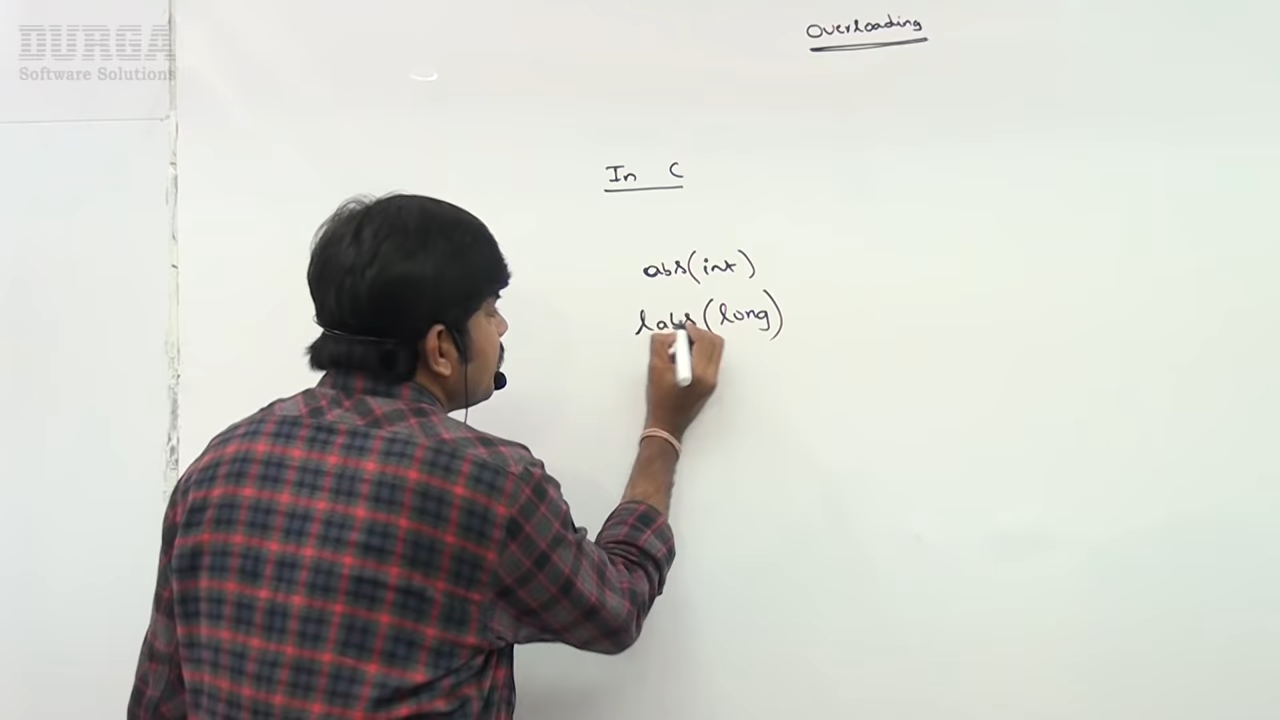 DURGA
Software Solutions
Overloading
In C
abs(int)
labs(long)